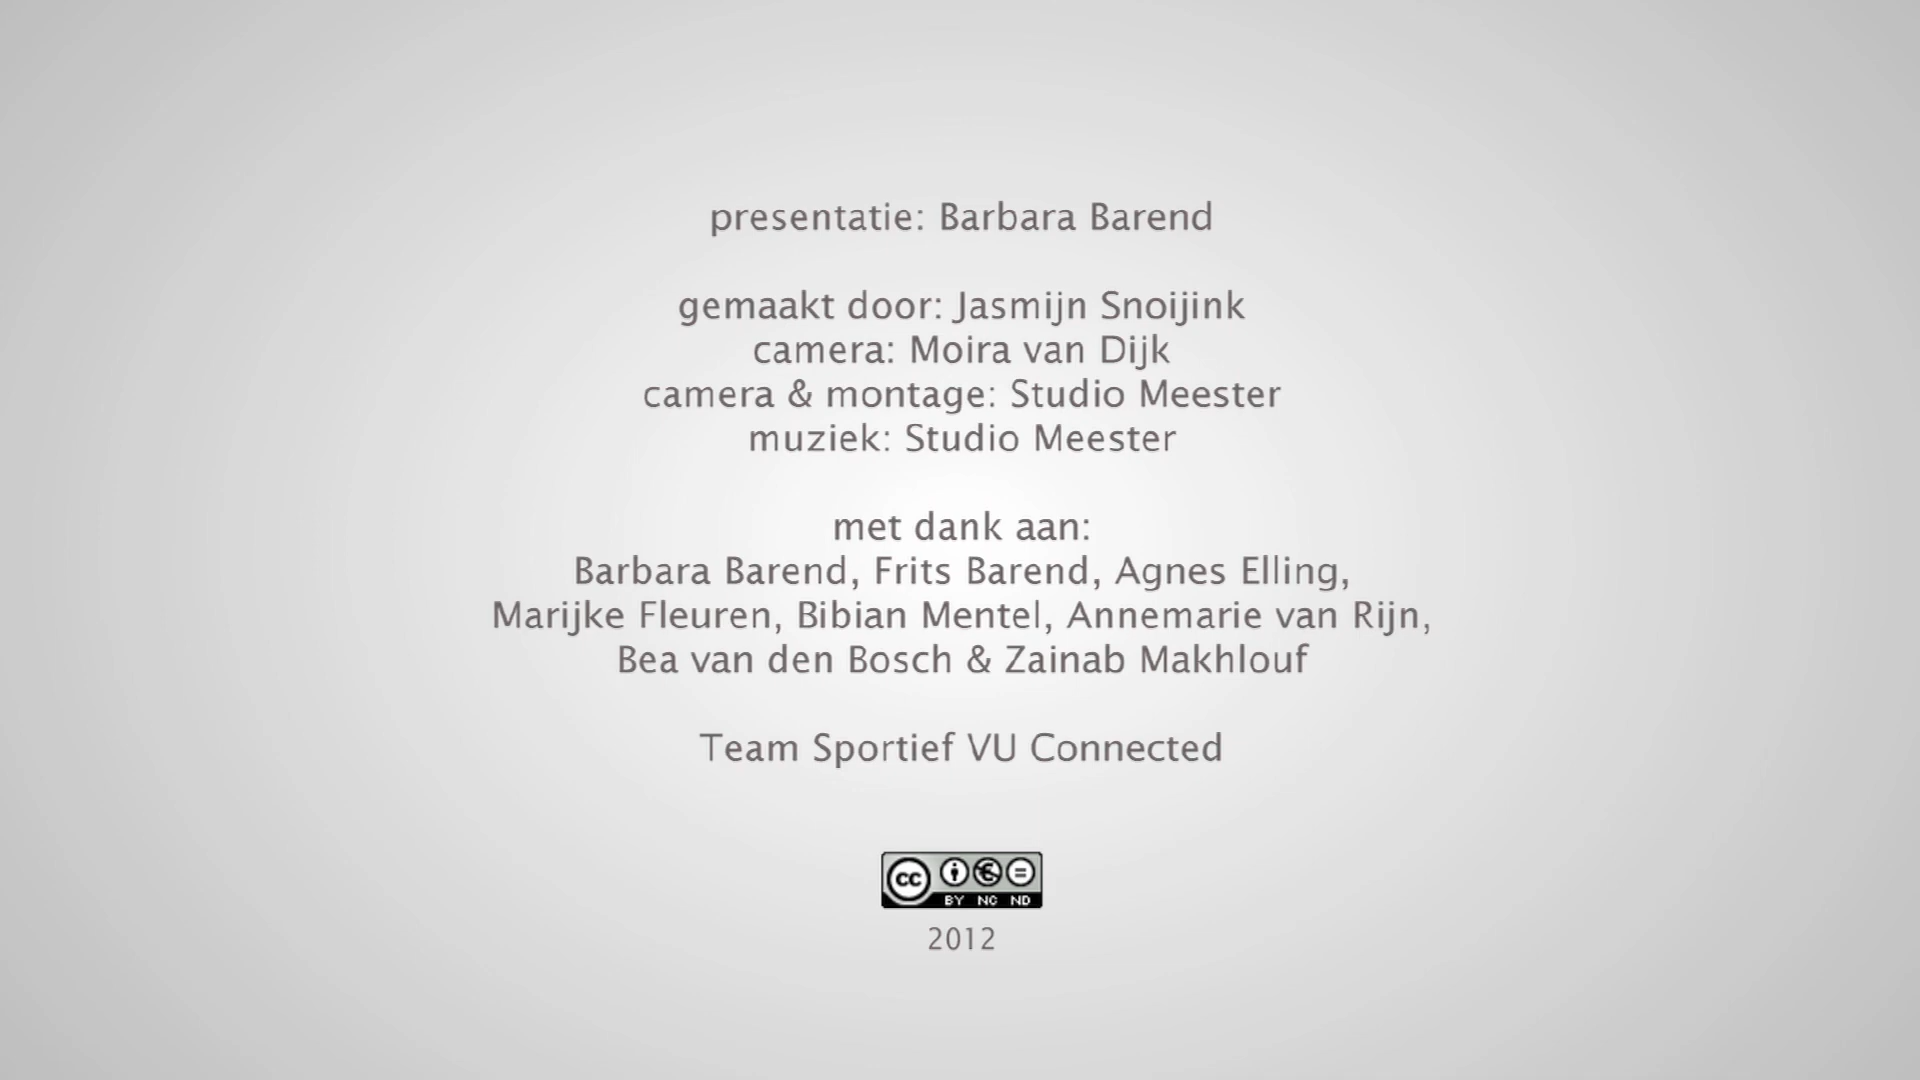 presentatie: Barbara Barend
gemaakt door: Jasmijn Snoijink
camera: Moira van Dijk
camera & montage: Studio Meester
muziek: Studio Meester
met dank aan:
Barbara Barend, Frits Barend, Agnes Elling,
Marijke Fleuren, Bibian Mentel, Annemarie van Rijn,
Bea van den Bosch & Zainab Makhlouf
Team Sportief VU Connected
cc
BY NC ND
2012